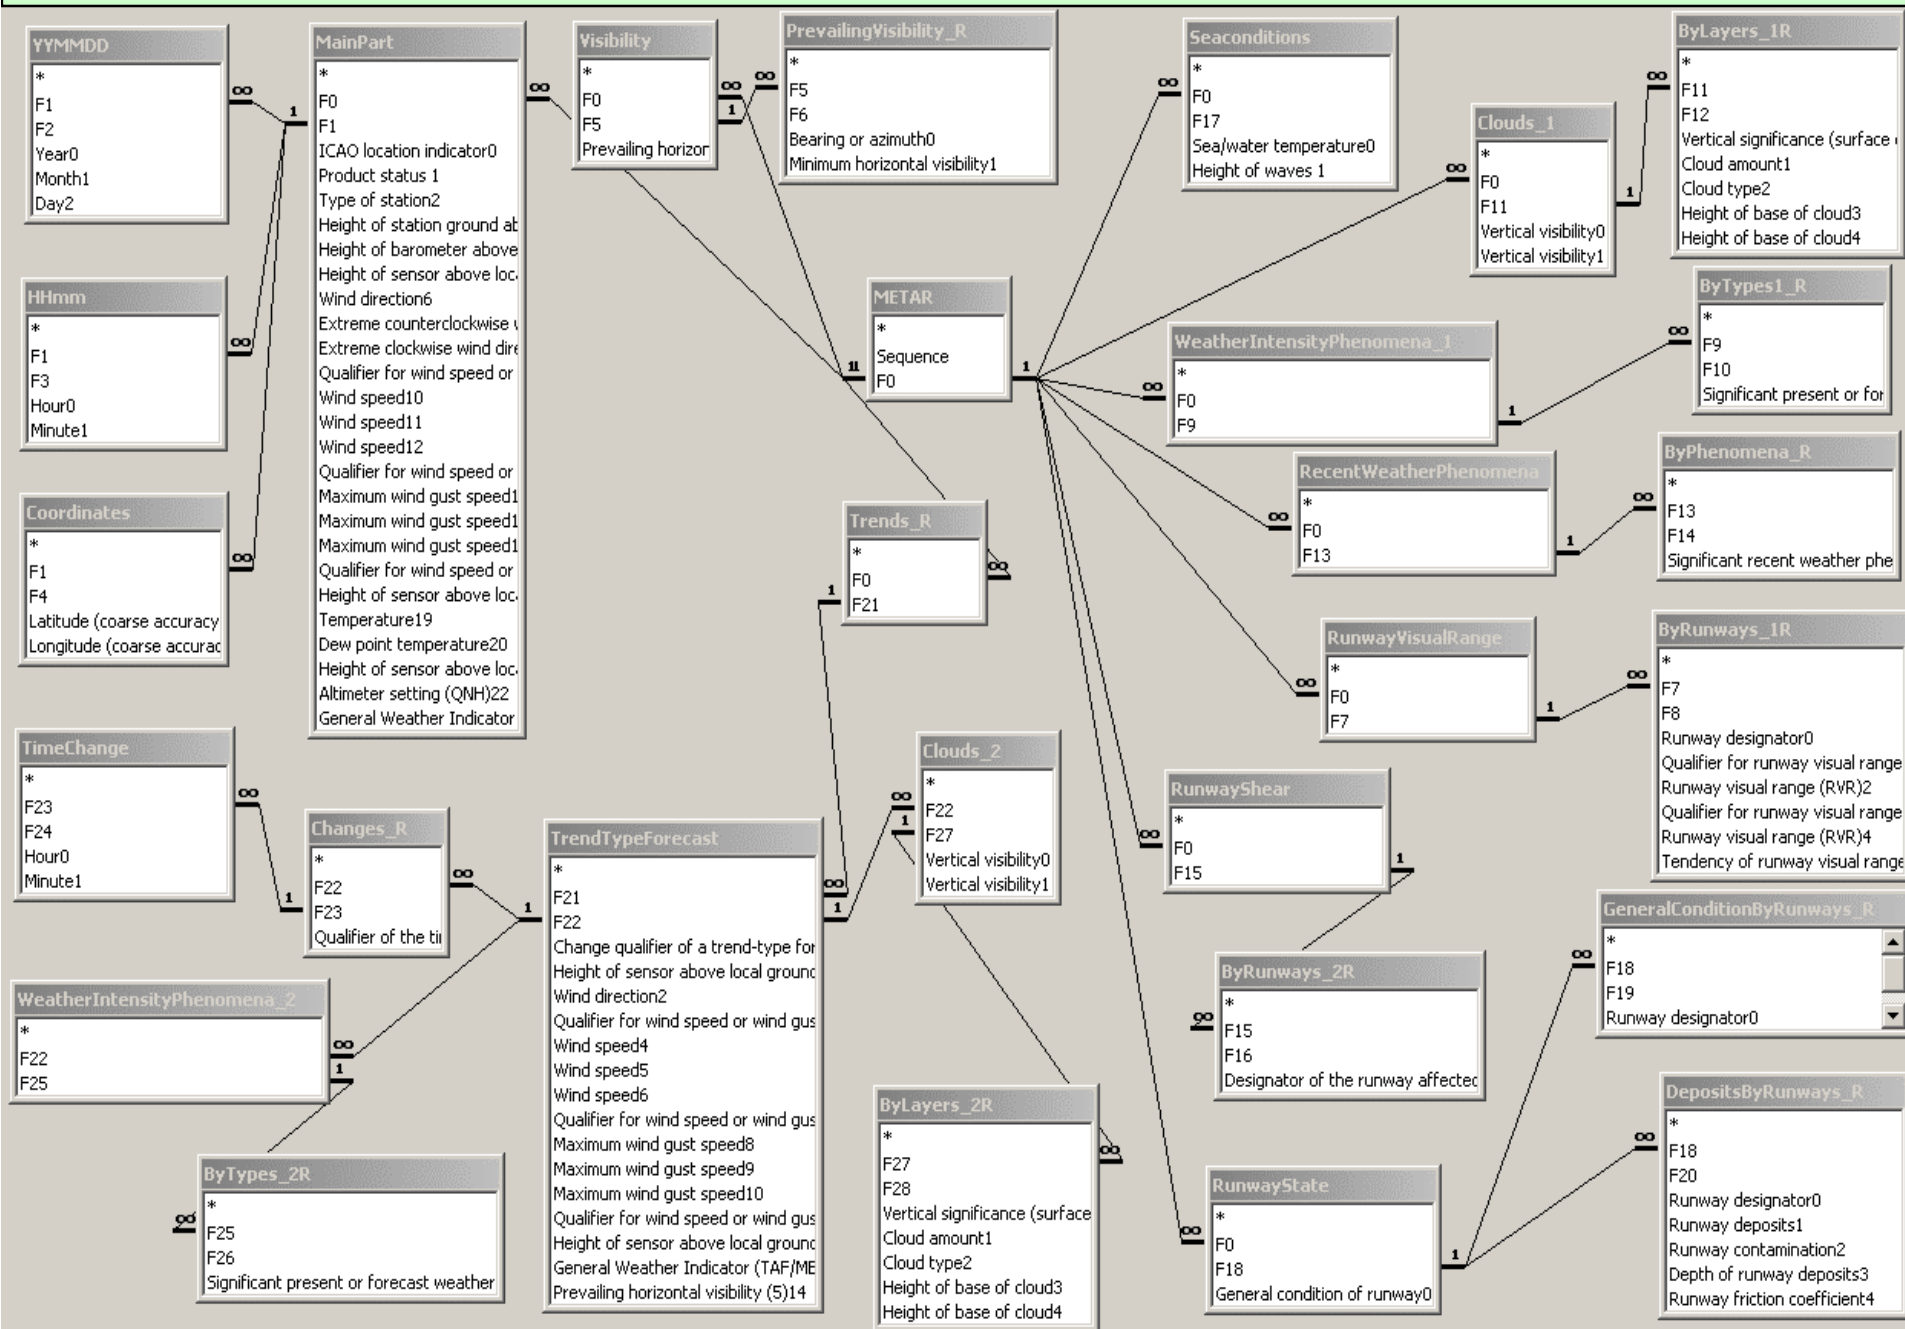 YYMMDD
*
F1
F2
Year0
Month1
Day2
MainPart
*
F0
F1
ICAO location indicator0
Product status 1
Type of station2
Height of station ground ab
Height of barometer above
Height of sensor above loc
Wind direction6
Extreme counterclockwise
Extreme clockwise wind dire
Qualifier for wind speed or
Wind speed10
Wind speed11
Wind speed12
Qualifier for wind speed or
Maximum wind gust speed1
Maximum wind gust speed1
Maximum wind gust speed1
Qualifier for wind speed or
Height of sensor above loc
Temperature19
Dew point temperature20
Height of sensor above loc
Altimeter setting (QNH)22
General Weather Indicator
Visibility
*
F0
F5
Prevailing horizor
PrevailingVisibility_R
*
F5
F6
Bearing or azimuth0
Minimum horizontal visibility1
Seaconditions
*
F0
F17
Sea/water temperature0
Height of waves 1
Clouds_1
*
F0
F11
Vertical visibility0
Vertical visibility1
ByLayers_1R
*
F11
F12
Vertical significance (surface
Cloud amount1
Cloud type2
Height of base of cloud3
Height of base of cloud4
HHmm
*
F1
F3
Hour0
Minute1
METAR
*
Sequence
F0
WeatherIntensityPhenomena_1
*
F0
F9
ByTypes1_R
*
F9
F10
Significant present or for
Coordinates
*
F1
F4
Latitude (coarse accuracy
Longitude (coarse accurac
Trends_R
*
F0
F21
RecentWeatherPhenomena
*
F0
F13
ByPhenomena_R
*
F13
F14
Significant recent weather phe
RunwayVisualRange
*
F0
F7
ByRunways_1R
*
F7
F8
Runway designator0
Qualifier for runway visual range
Runway visual range (RVR)2
Qualifier for runway visual range
Runway visual range (RVR)4
Tendency of runway visual range
TimeChange
*
F23
F24
Hour0
Minute1
Changes_R
*
F22
F23
Qualifier of the ti
TrendTypeForecast
*
F21
F22
Change qualifier of a trend-type for
Height of sensor above local ground
Wind direction2
Qualifier for wind speed or wind gus
Wind speed4
Wind speed5
Wind speed6
Qualifier for wind speed or wind gus
Maximum wind gust speed8
Maximum wind gust speed9
Maximum wind gust speed10
Qualifier for wind speed or wind gus
Height of sensor above local ground
General Weather Indicator (TAF/ME
Prevailing horizontal visibility (5)14
Clouds_2
*
F22
F27
Vertical visibility0
Vertical visibility1
RunwayShear
*
F0
F15
GeneralConditionByRunways_R
*
F18
F19
Runway designator0
WeatherIntensityPhenomena_2
*
F22
F25
ByRunways_2R
*
F15
F16
Designator of the runway affected
ByTypes_2R
*
F25
F26
Significant present or forecast weather
ByLayers_2R
*
F27
F28
Vertical significance (surface
Cloud amount1
Cloud type2
Height of base of cloud3
Height of base of cloud4
RunwayState
*
F0
F18
General condition of runway0
DepositsByRunways_R
*
F18
F20
Runway designator0
Runway deposits1
Runway contamination2
Depth of runway deposits3
Runway friction coefficient4